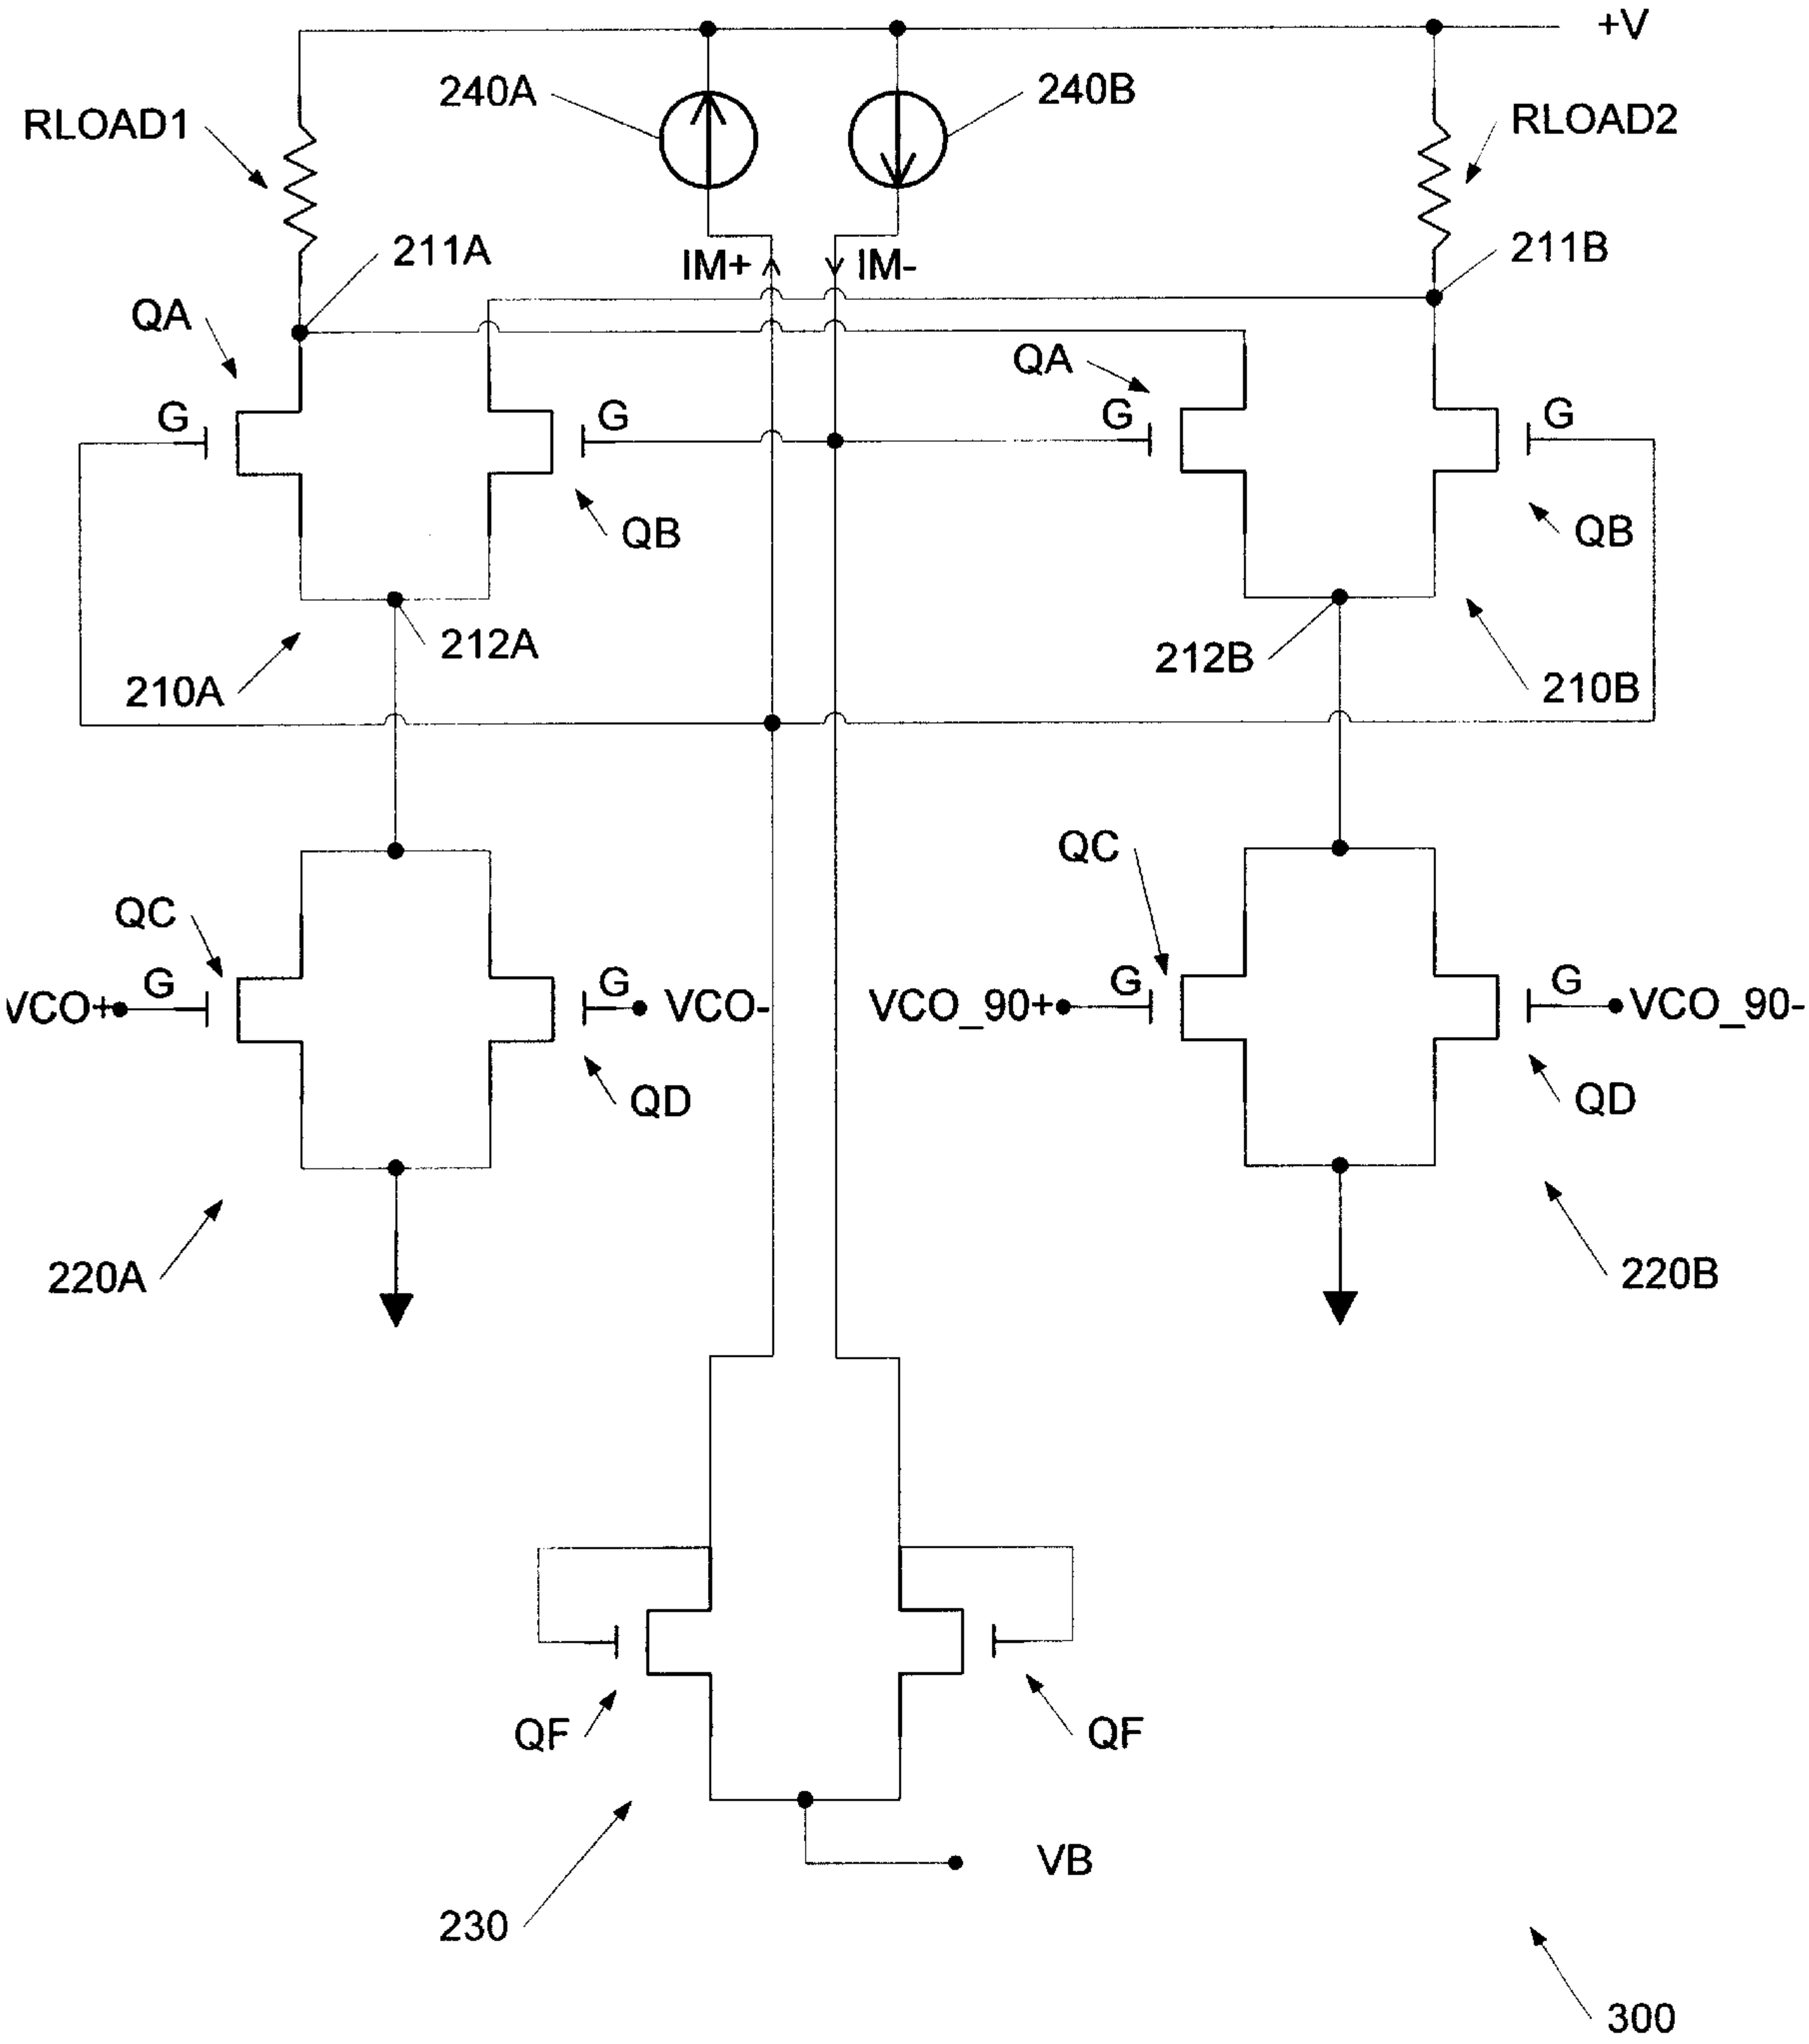 +V
240A
240B
RLOAD1
RLOAD2
211A
IM+
IM-
211B
QA
QA
G
G
G
G
QB
QB
212A
212B
210A
210B
QC
QC
VCO+
G
G
VCO-
VCO_90+
G
G
VCO_90-
QD
QD
220A
220B
QF
QF
VB
230
300